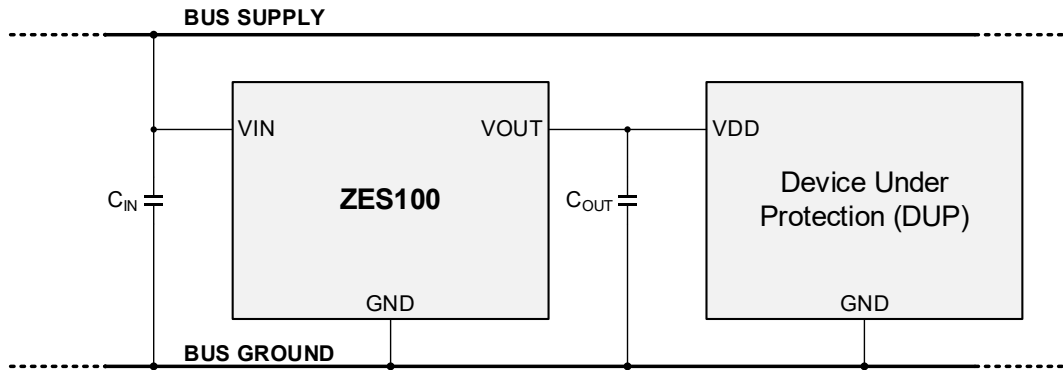 BUS SUPPLY
VIN
VOUT
VDD
CIN
ZES100
COUT
Device Under
Protection (DUP)
GND
GND
BUS GROUND